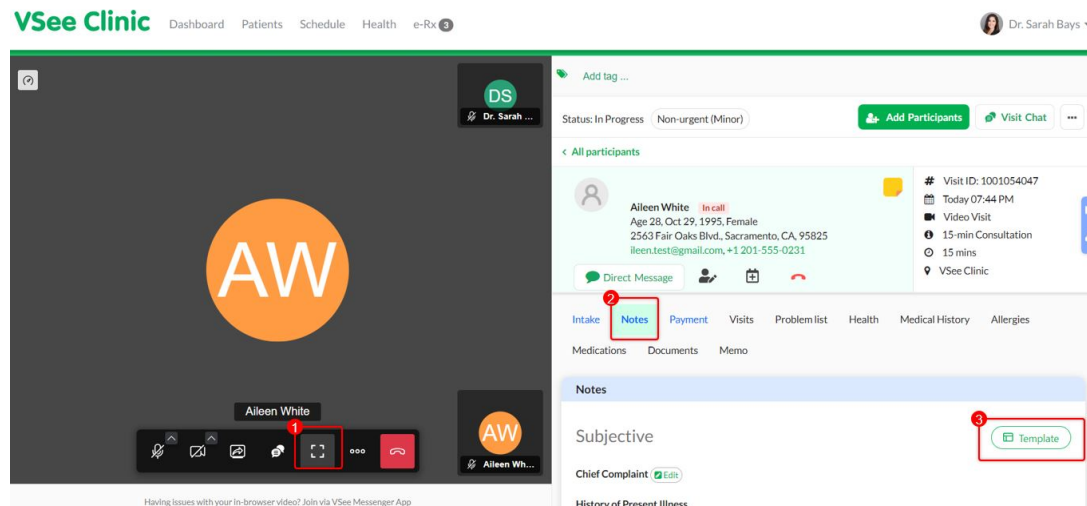 VSee Clinic Dashboard Patients Schedule Health e-Rx 3 Dr. Sarah Bays
DS
Dr. Sarah ...
AW
Aileen White
1
AW
Aileen Wh...
Having issues with your in-browser video? Join via VSee Messenger App
Add tag ...
Status: In Progress Non-urgent (Minor) Add Participants Visit Chat
< All participants
Aileen White In call
Age 28, Oct 29, 1995, Female
2563 Fair Oaks Blvd., Sacramento, CA, 95825
ileen.test@gmail.com, +1 201-555-0231
Direct Message
# Visit ID: 1001054047
Today 07:44 PM
Video Visit
15-min Consultation
15 mins
VSee Clinic
2
Intake Notes Payment Visits Problem list Health Medical History Allergies
Medications Documents Memo
Notes
3
Subjective Template
Chief Complaint Edit
History of Present Illness